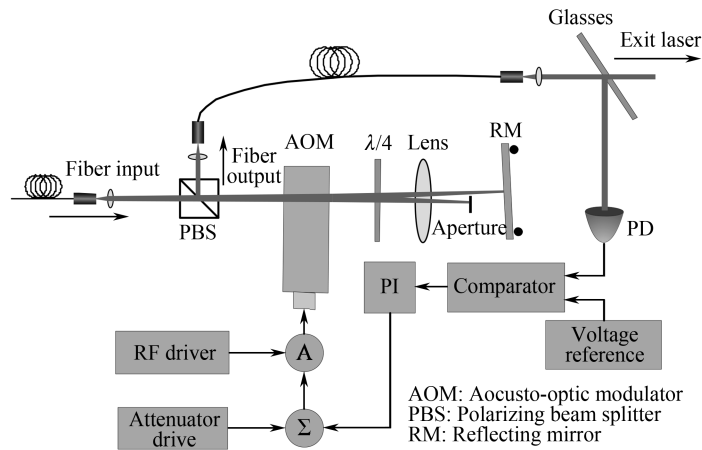 Glasses
Exit laser
AOM
λ/4
Lens
RM
Fiber input
Fiber
output
PBS
Aperture
PD
PI
Comparator
RF driver
A
Voltage
reference
Attenuator
drive
Σ
AOM: Aocusto-optic modulator
PBS: Polarizing beam splitter
RM: Reflecting mirror